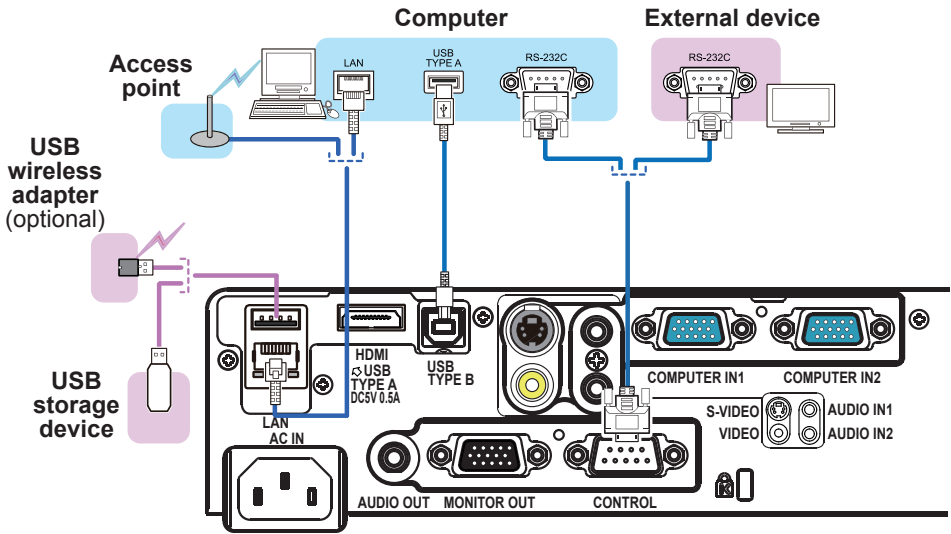 Computer
External device
Access
point
LAN
USB
TYPE A
RS-232C
RS-232C
USB
wireless
adapter
(optional)
USB
storage
device
HDMI
USB
TYPE A
DC5V 0.5A
USB
TYPE B
LAN
AC IN
COMPUTER IN1
COMPUTER IN2
S-VIDEO
AUDIO IN1
VIDEO
AUDIO IN2
AUDIO OUT
MONITOR OUT
CONTROL
K